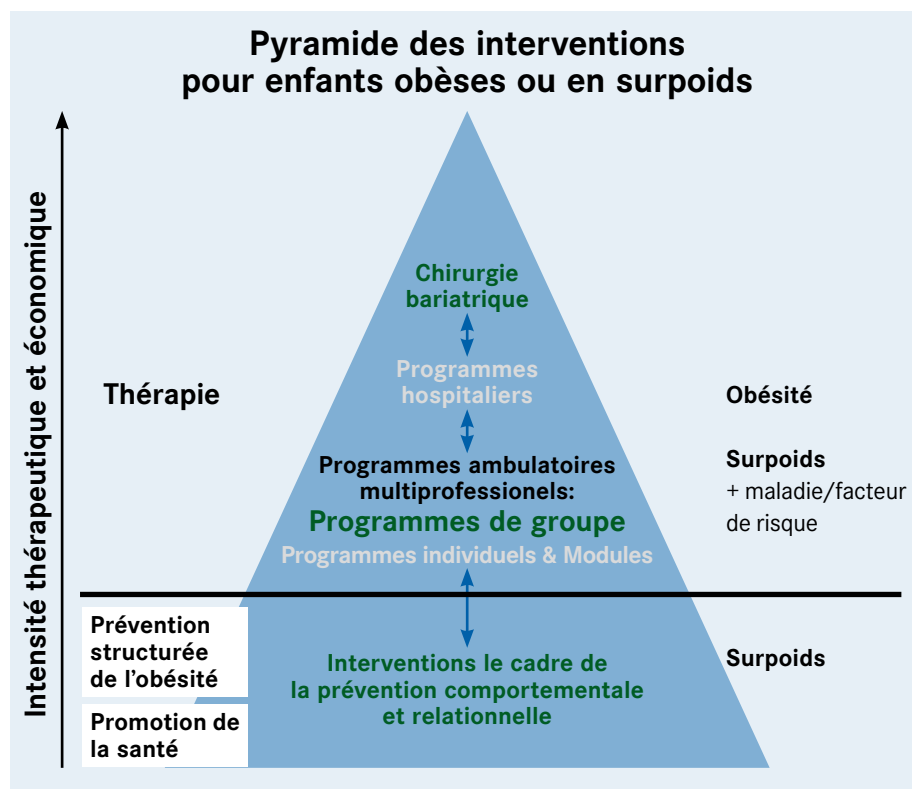 Pyramide des interventions
pour enfants obèses ou en surpoids
Intensité thérapeutique et économique
Chirurgie
bariatrique
Programmes
hospitaliers
Thérapie
Obésité
Programmes ambulatoires
multiprofessionels:
Programmes de groupe
Programmes individuels & Modules
Surpoids
+ maladie/facteur
de risque
Prévention
structurée
de l'obésité
Promotion de
la santé
Interventions le cadre de
la prévention comportementale
et relationnelle
Surpoids